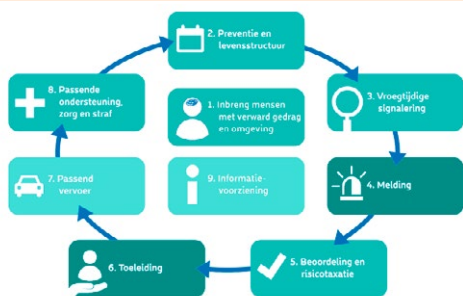 2. Preventie en
levensstructuur
8. Passende
ondersteuning,
zorg en straf
1. Inbreng mensen
met verward gedrag
en omgeving
3. Vroegtijdige
signalering
7. Passend
vervoer
9. Informatie-
voorziening
4. Melding
6. Toeleiding
5. Beoordeling en
risicotaxatie